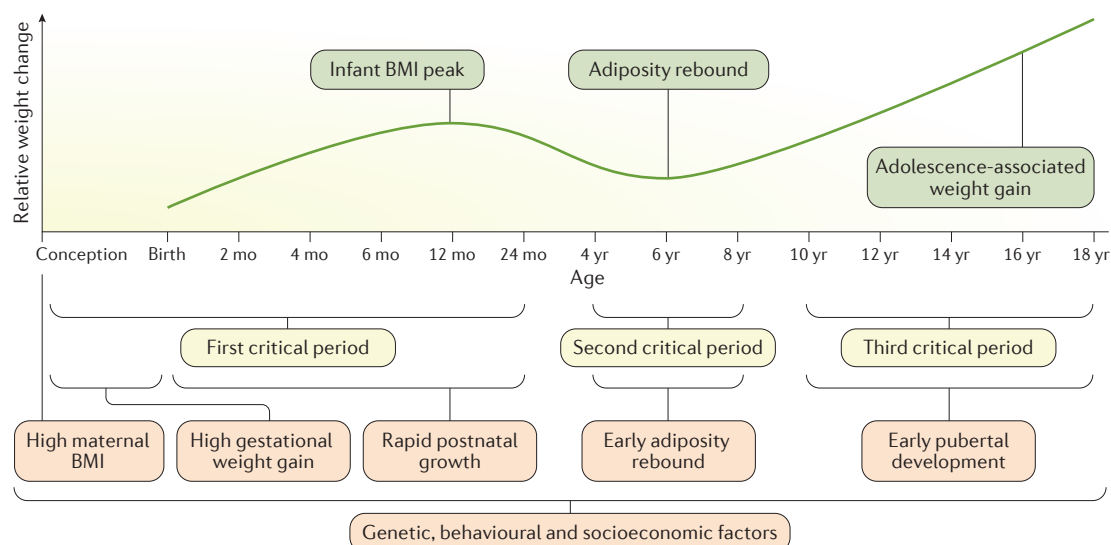 Relative weight change
Infant BMI peak
Adiposity rebound
Adolescence-associated
weight gain
Conception Birth 2 mo 4 mo 6 mo 12 mo 24 mo 4 yr 6 yr 8 yr 10 yr 12 yr 14 yr 16 yr 18 yr
Age
First critical period
Second critical period
Third critical period
High maternal
BMI
High gestational
weight gain
Rapid postnatal
growth
Early adiposity
rebound
Early pubertal
development
Genetic, behavioural and socioeconomic factors